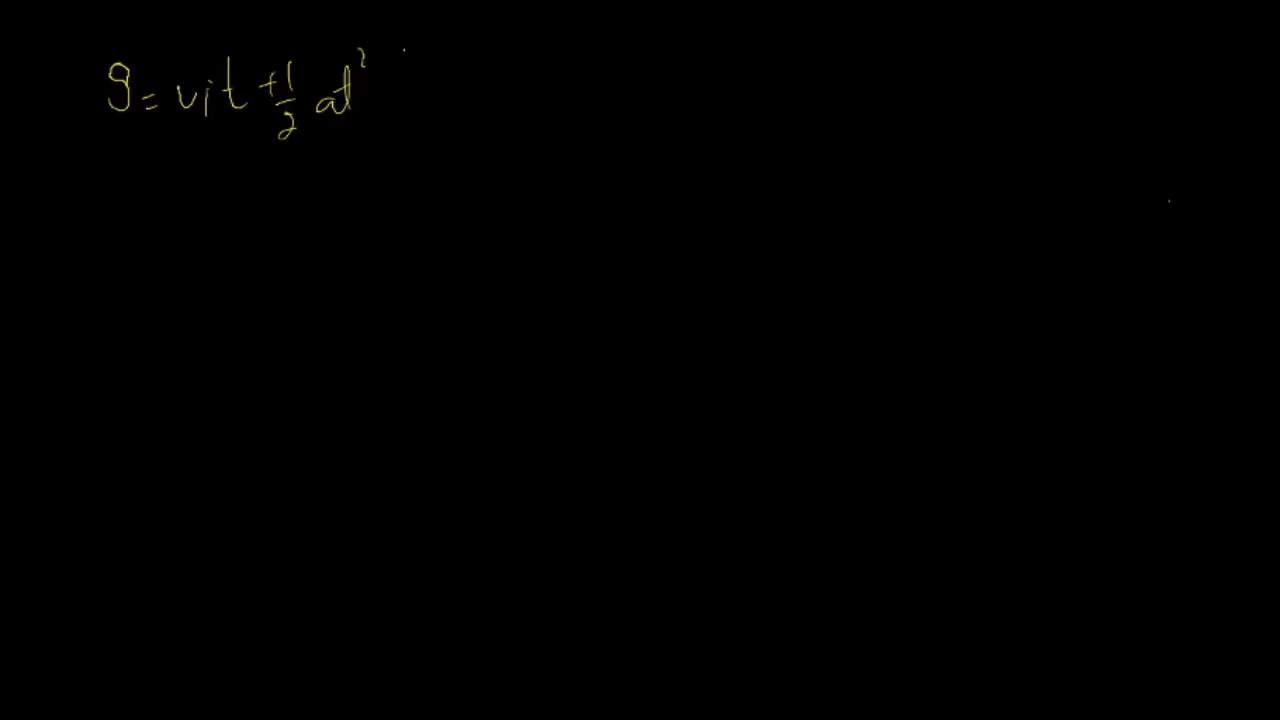 S = vit + 1/2 at²